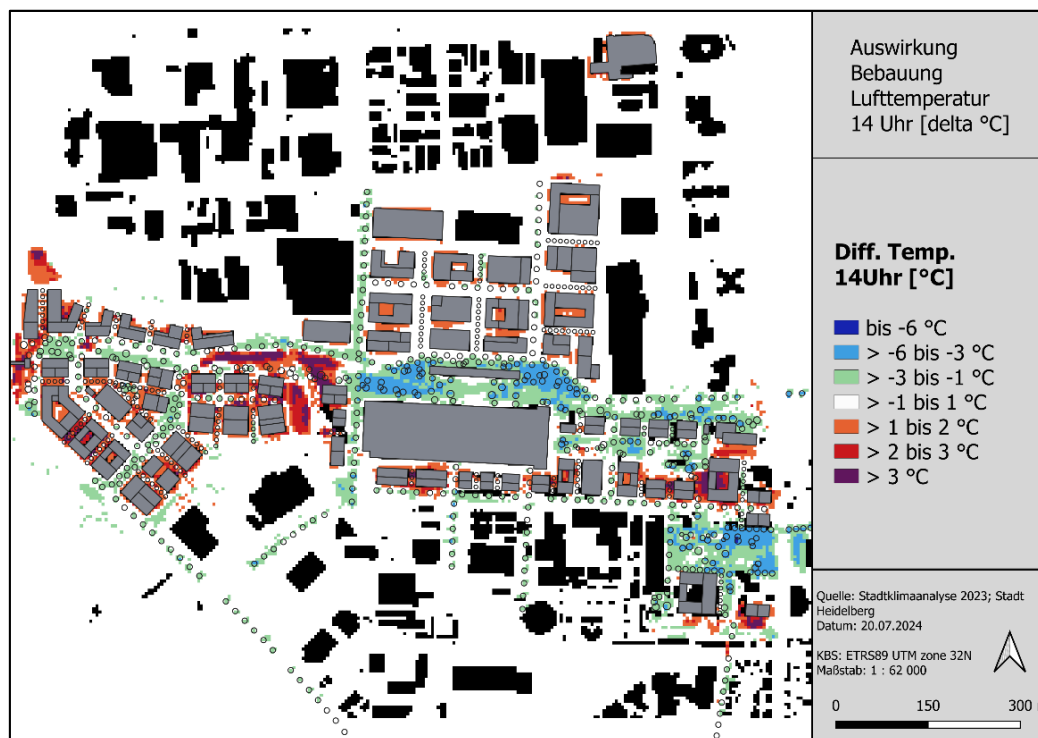 Auswirkung
Bebauung
Lufttemperatur
14 Uhr [delta °C]
Diff. Temp.
14Uhr [°C]
bis -6 °C
> -6 bis -3 °C
> -3 bis -1 °C
> -1 bis 1 °C
> 1 bis 2 °C
> 2 bis 3 °C
> 3 °C
Quelle: Stadtklimaanalyse 2023; Stadt
Heidelberg
Datum: 20.07.2024
KBS: ETRS89 UTM zone 32N
Maßstab: 1 : 62 000
0 150 300